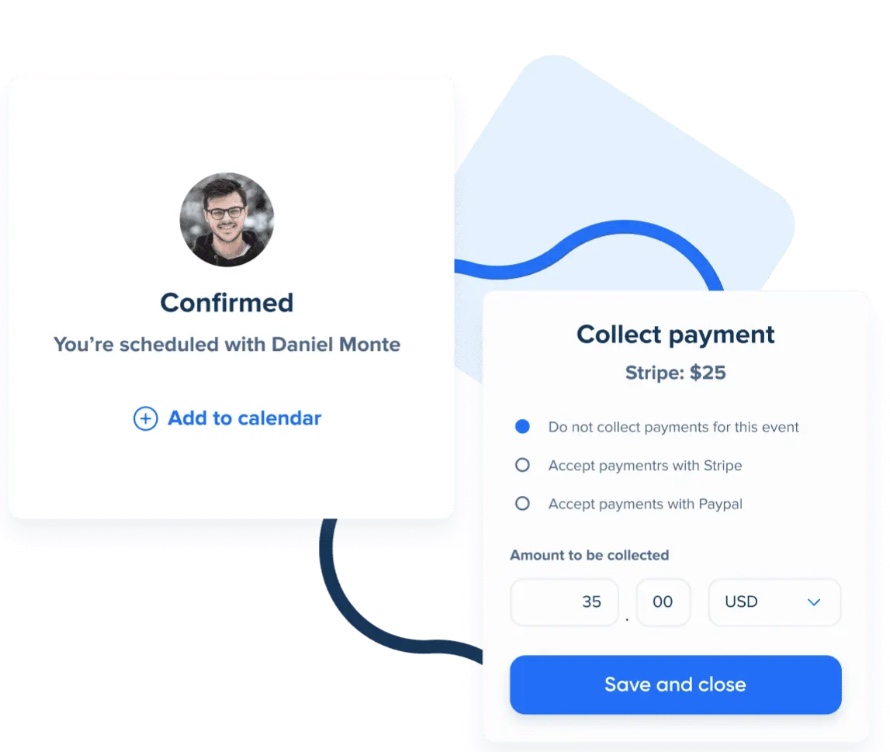 Confirmed
You're scheduled with Daniel Monte
Add to calendar
Collect payment
Stripe: $25
Do not collect payments for this event
Accept paymentrs with Stripe
Accept payments with Paypal
Amount to be collected
35 . 00 USD
Save and close